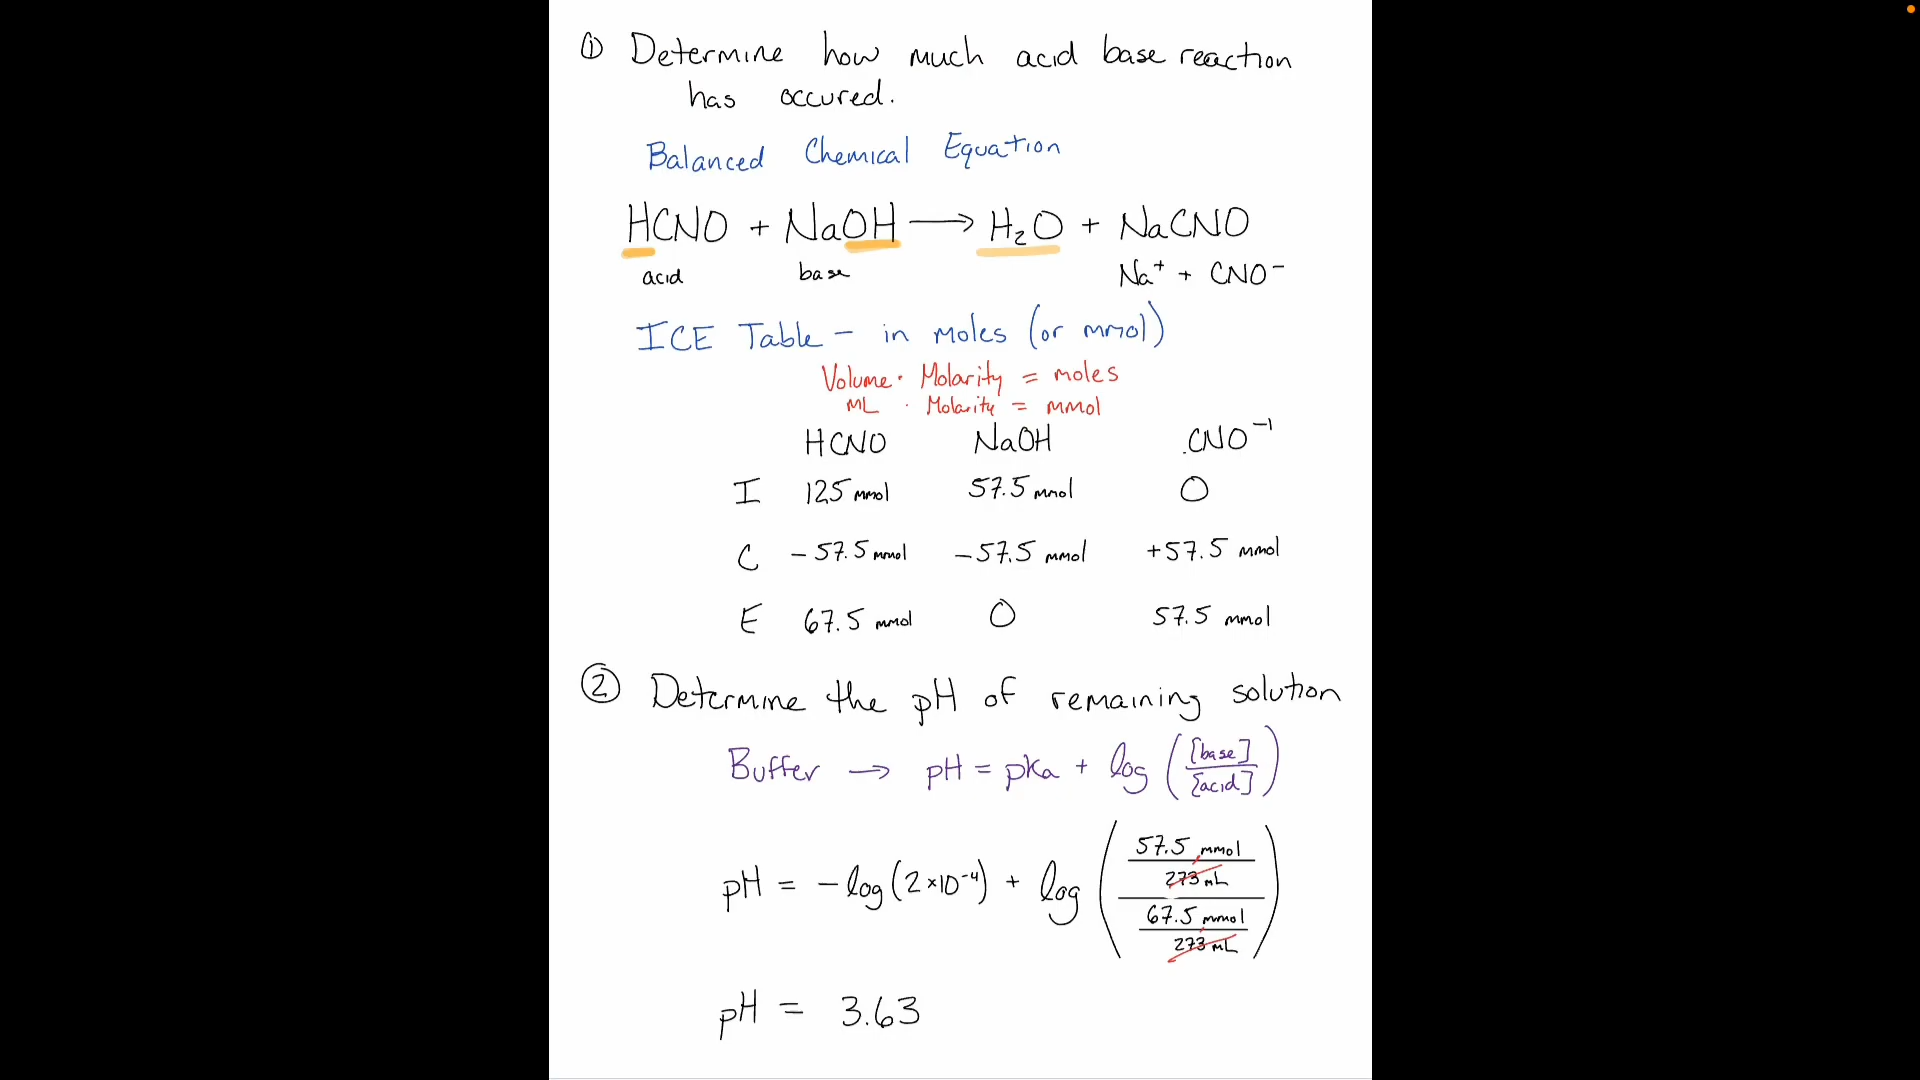 ① Determine how much acid base reaction
has occured.
Balanced Chemical Equation
HCNO + NaOH → H₂O + NaCNO
acid base Na⁺ + CNO⁻
ICE Table - in moles (or mmol)
Volume · Molarity = moles
mL · Molarity = mmol
HCNO NaOH CNO⁻¹
I 125 mmol 57.5 mmol 0
C -57.5 mmol -57.5 mmol +57.5 mmol
E 67.5 mmol 0 57.5 mmol
② Determine the pH of remaining solution
Buffer → pH = pKa + log ([base]/[acid])
pH = -log(2×10⁻⁴) + log ((57.5 mmol/273 mL)/(67.5 mmol/273 mL))
pH = 3.63